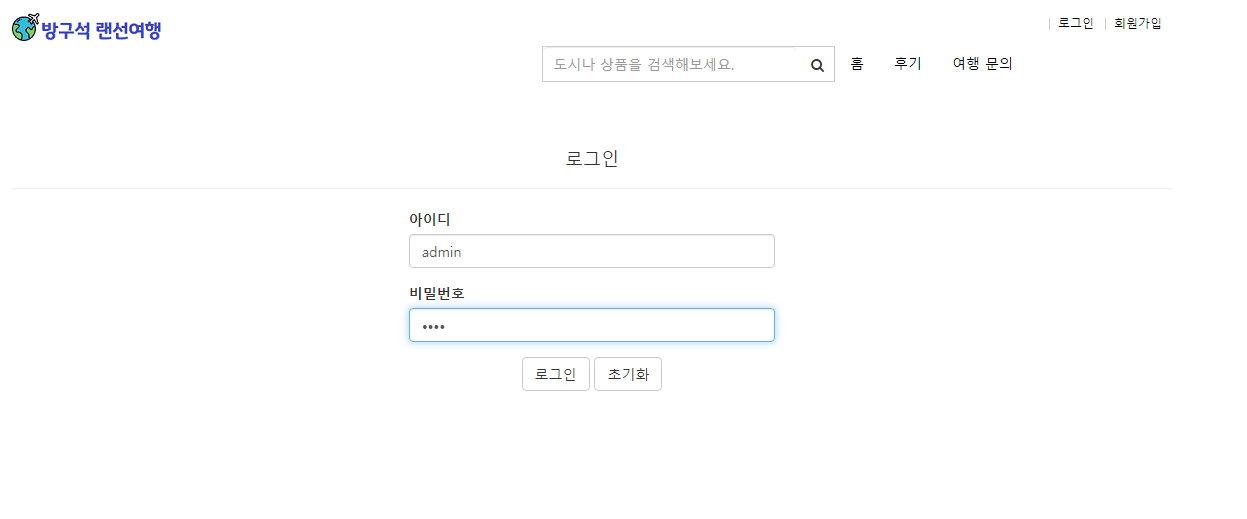 방구석 랜선여행
로그인
회원가입
도시나 상품을 검색해보세요.
홈
후기
여행 문의
로그인
아이디
admin
비밀번호
••••
로그인
초기화